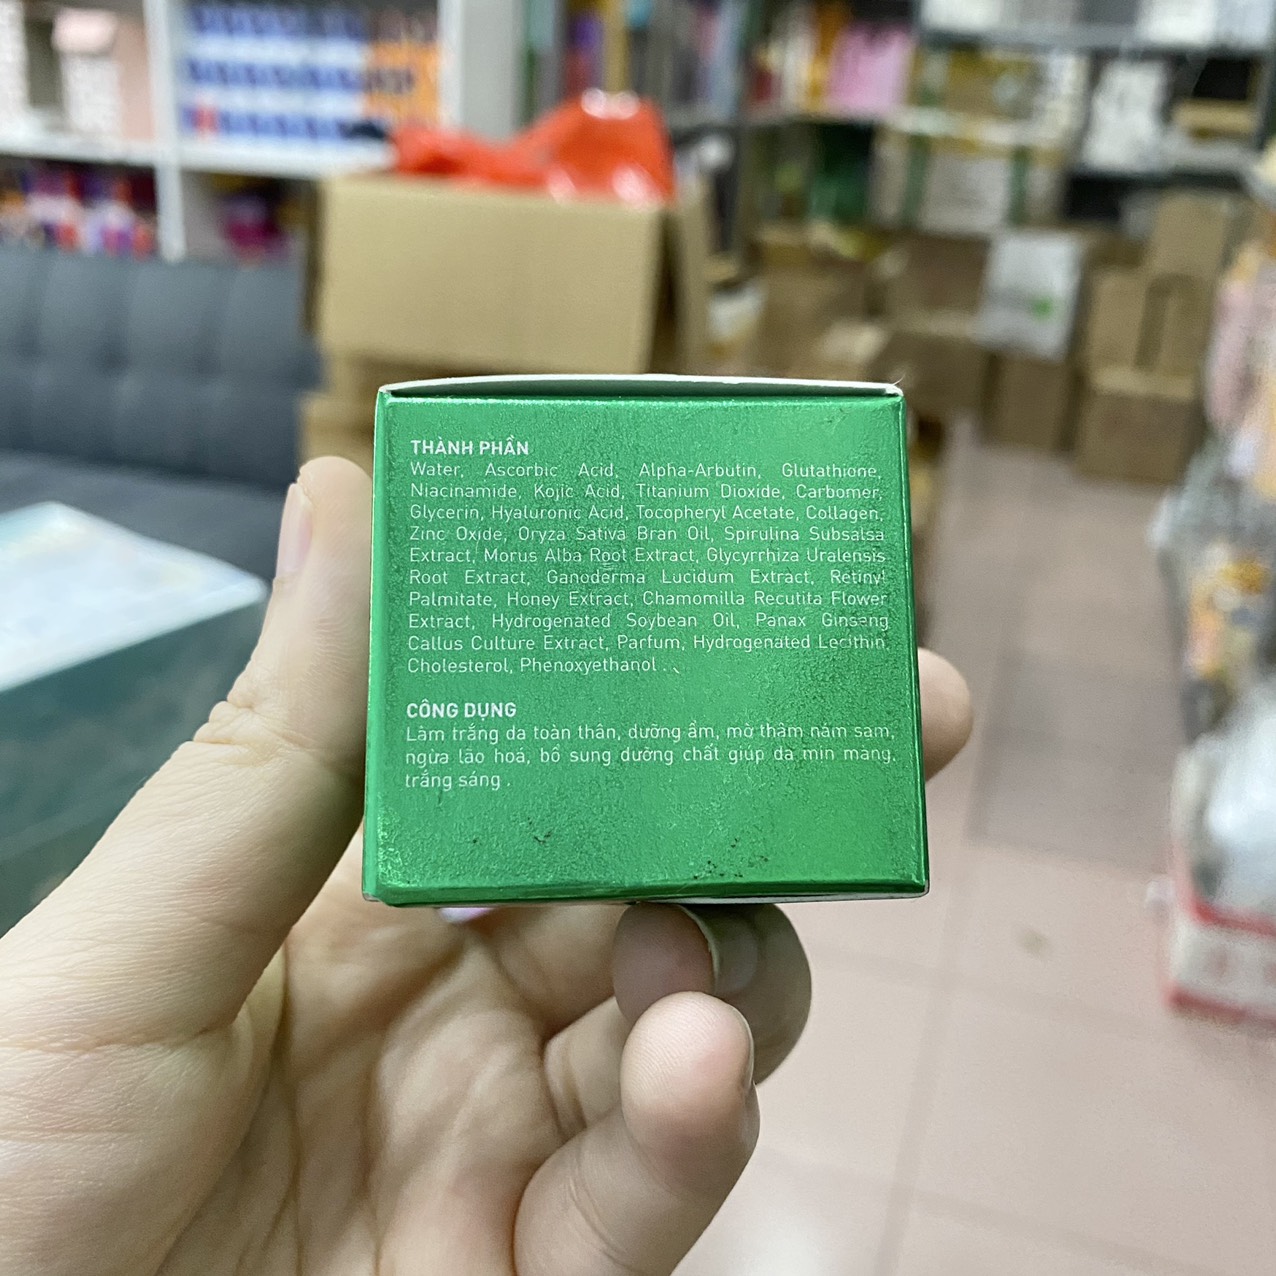 THÀNH PHẦN
Water, Ascorbic Acid, Alpha-Arbutin, Glutathione,
Niacinamide, Kojic Acid, Titanium Dioxide, Carbomer,
Glycerin, Hyaluronic Acid, Tocopheryl Acetate, Collagen,
Zinc Oxide, Oryza Sativa Bran Oil, Spirulina Subsalsa
Extract, Morus Alba Root Extract, Glycyrrhiza Uralensis
Root Extract, Ganoderma Lucidum Extract, Retinyl
Palmitate, Honey Extract, Chamomilla Recutita Flower
Extract, Hydrogenated Soybean Oil, Panax Ginseng
Callus Culture Extract, Parfum, Hydrogenated Lecithin,
Cholesterol, Phenoxyethanol .
CÔNG DỤNG
Làm trắng da toàn thân, dưỡng ẩm, mờ thâm nám sạm,
ngừa lão hoá, bổ sung dưỡng chất giúp da mịn màng,
trắng sáng .